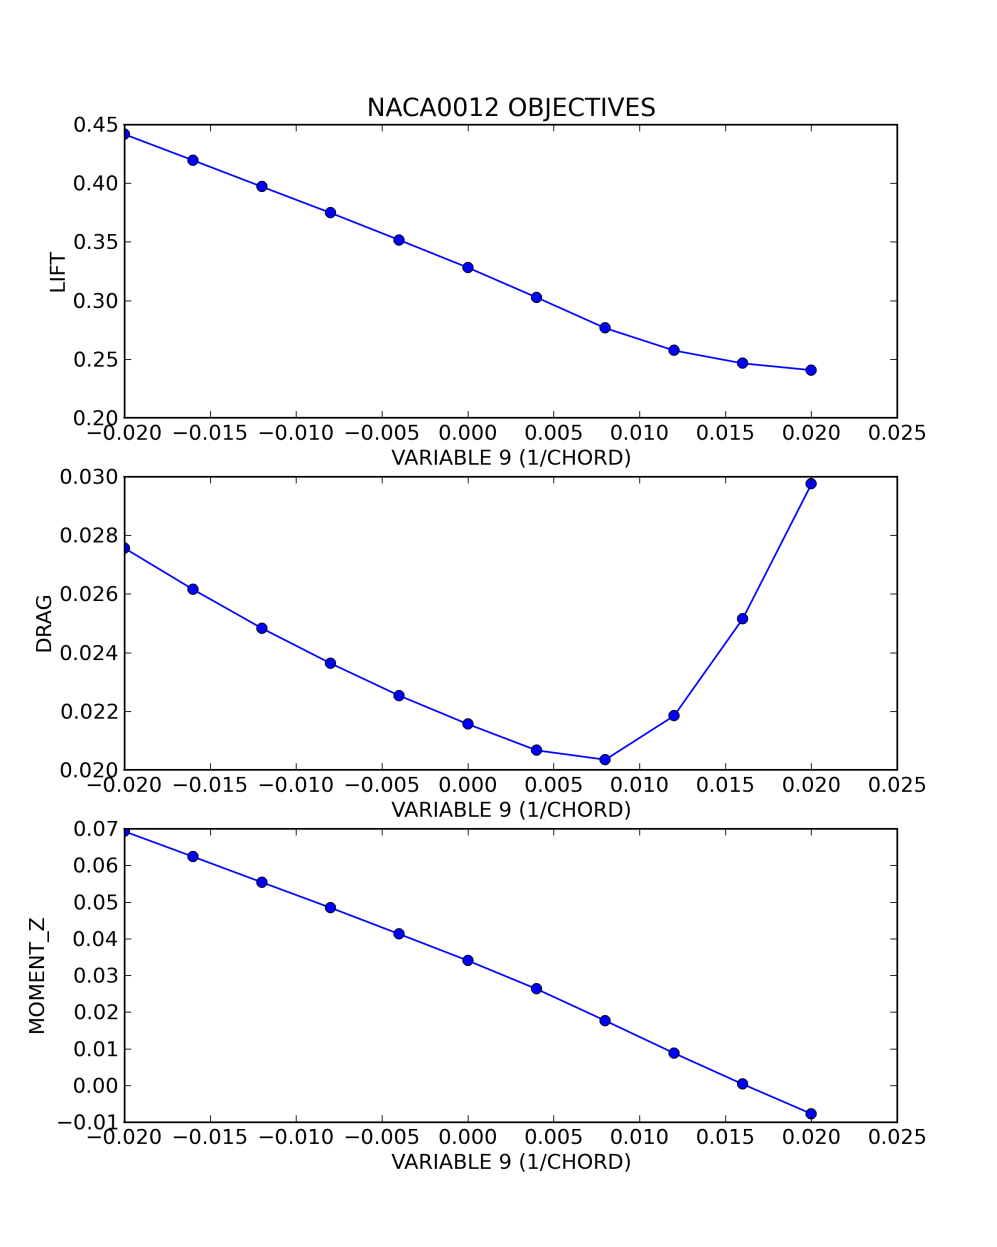 NACA0012 OBJECTIVES
0.45
0.40
0.35
0.30
0.25
0.20
LIFT
−0.020 −0.015 −0.010 −0.005 0.000 0.005 0.010 0.015 0.020 0.025
VARIABLE 9 (1/CHORD)
0.030
0.028
0.026
0.024
0.022
0.020
DRAG
−0.020 −0.015 −0.010 −0.005 0.000 0.005 0.010 0.015 0.020 0.025
VARIABLE 9 (1/CHORD)
0.07
0.06
0.05
0.04
0.03
0.02
0.01
0.00
−0.01
MOMENT_Z
−0.020 −0.015 −0.010 −0.005 0.000 0.005 0.010 0.015 0.020 0.025
VARIABLE 9 (1/CHORD)